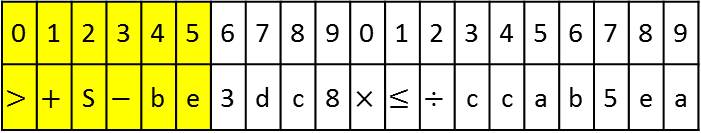 0 1 2 3 4 5 6 7 8 9 0 1 2 3 4 5 6 7 8 9
> + S − b e 3 d c 8 × ≤ ÷ c c a b 5 e a